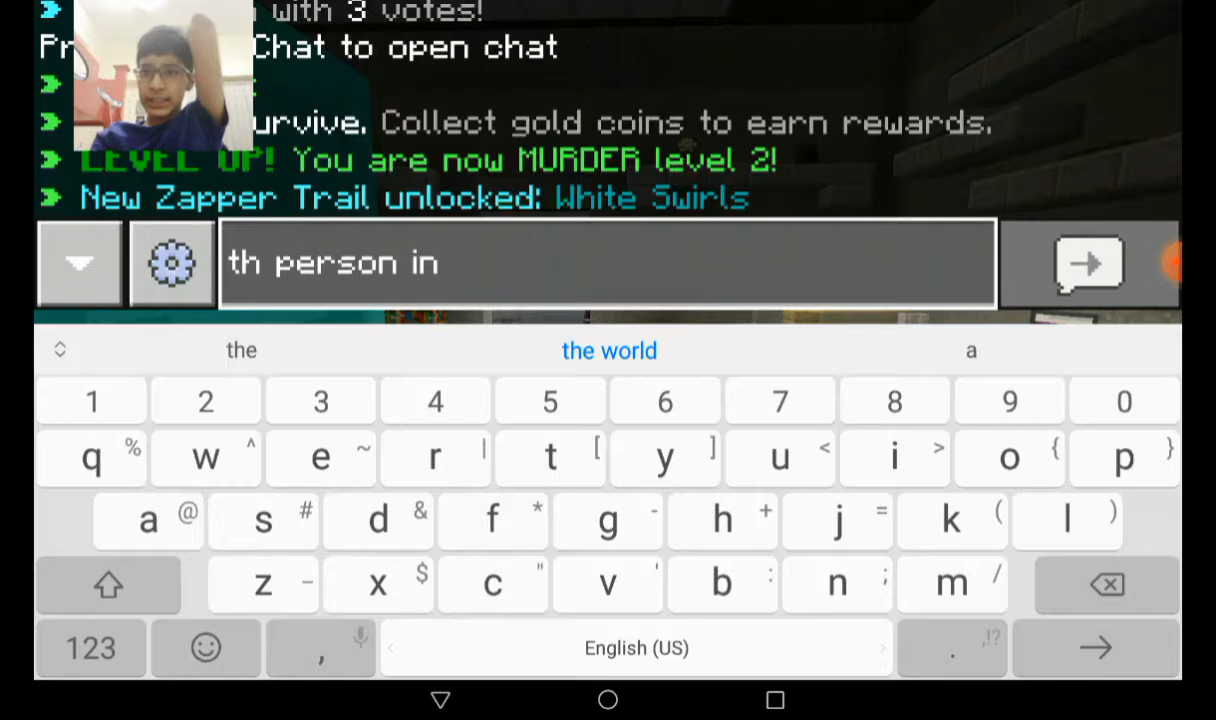 with 3 votes!
Chat to open chat
urvive. Collect gold coins to earn rewards.
LEVEL UP! You are now MURDER level 2!
New Zapper Trail unlocked: White Swirls
th person in
the the world a
1 2 3 4 5 6 7 8 9 0
q % w ^ e ~ r | t [ y ] u < i > o { p }
a @ s # d & f * g - h + j = k ( l )
z _ x $ c " v ' b : n ; m /
123 , English (US) . ,!?